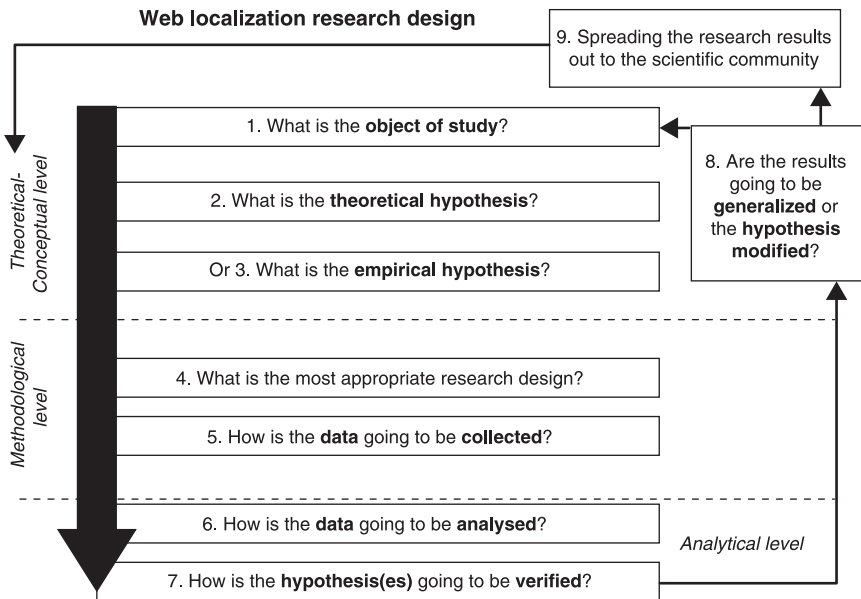 Web localization research design
9. Spreading the research results
out to the scientific community
1. What is the object of study?
8. Are the results
going to be
generalized or
the hypothesis
modified?
2. What is the theoretical hypothesis?
Or 3. What is the empirical hypothesis?
Theoretical-
Conceptual level
4. What is the most appropriate research design?
5. How is the data going to be collected?
Methodological
level
6. How is the data going to be analysed?
Analytical level
7. How is the hypothesis(es) going to be verified?